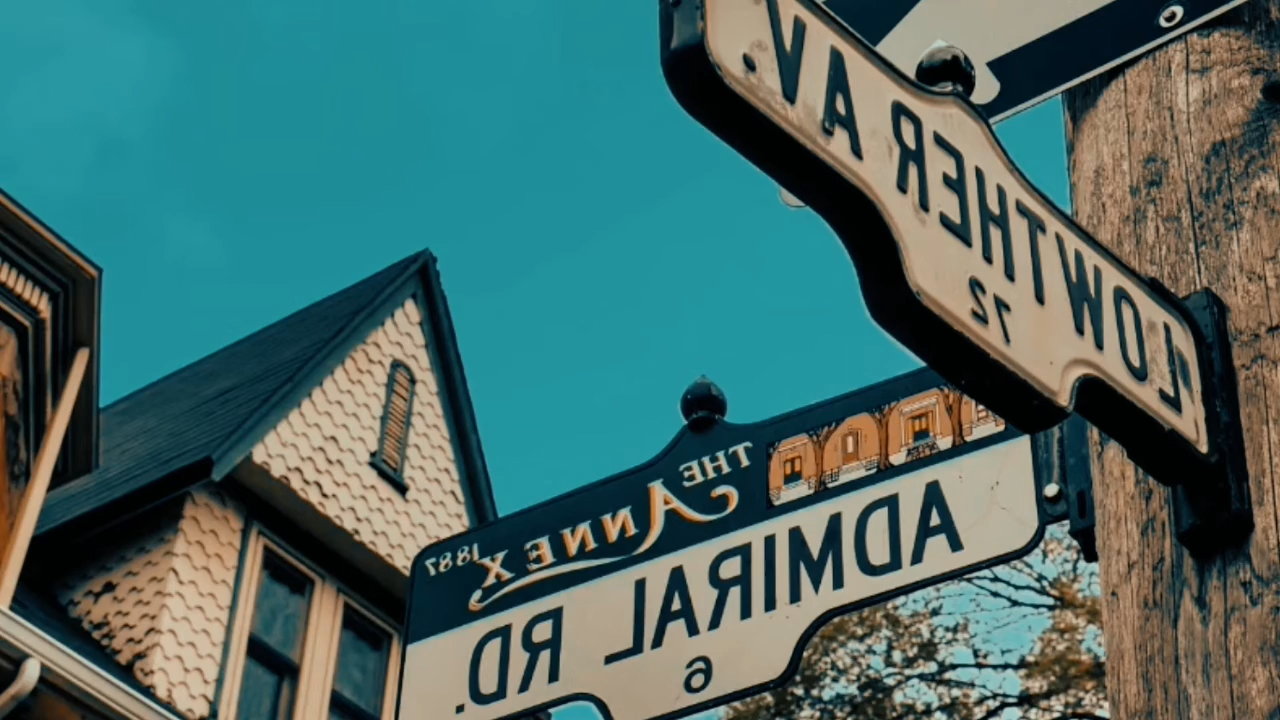 LOWTHER AV.
72
THE
ANNEX
1887
ADMIRAL RD.
6